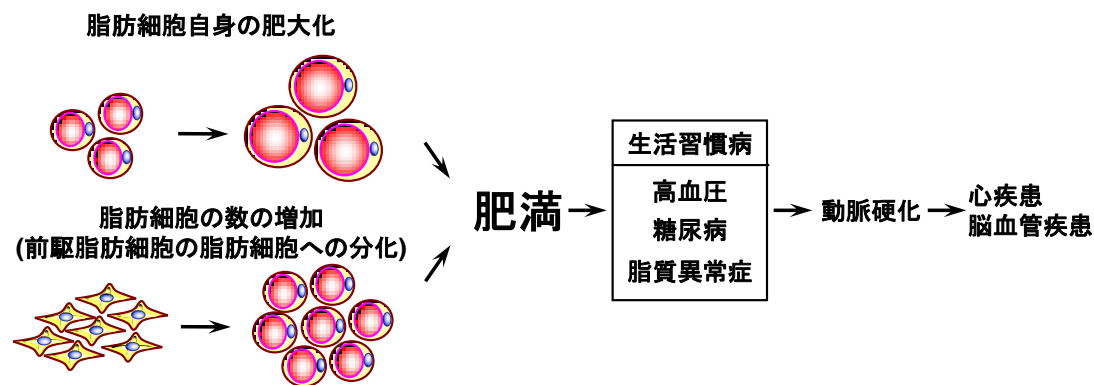 脂肪細胞自身の肥大化
脂肪細胞の数の増加
(前駆脂肪細胞の脂肪細胞への分化)
肥満
生活習慣病
高血圧
糖尿病
脂質異常症
動脈硬化
心疾患
脳血管疾患